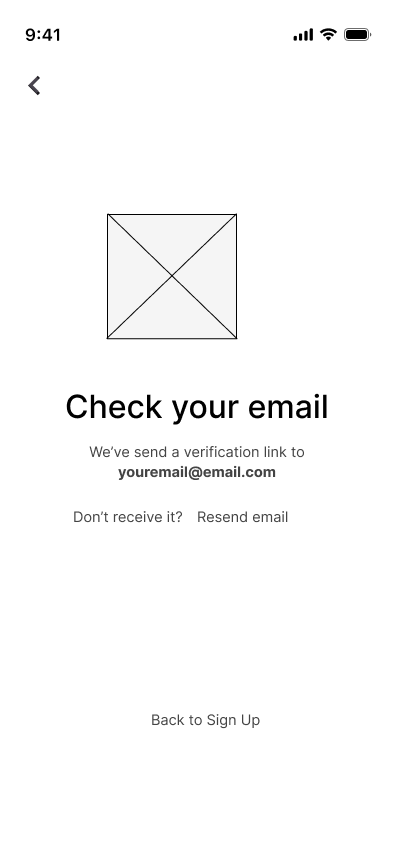 9:41
Check your email
We’ve send a verification link to
youremail@email.com
Don’t receive it? Resend email
Back to Sign Up